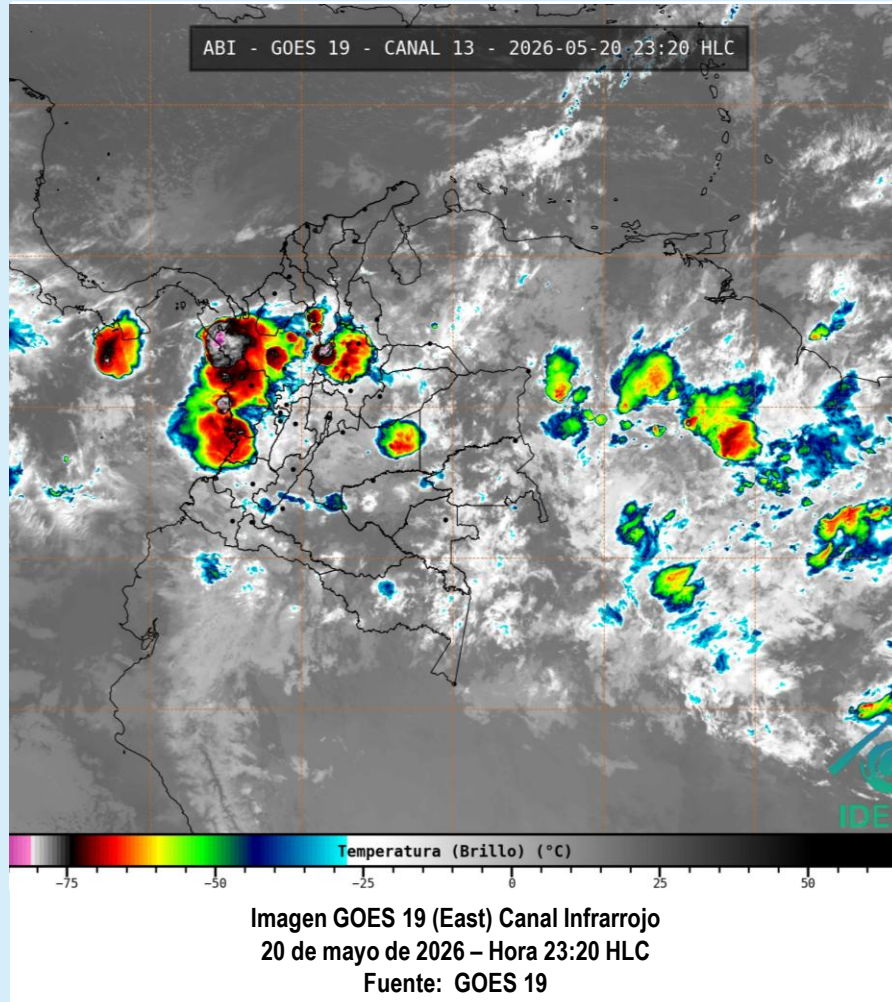 ABI - GOES 19 - CANAL 13 - 2026-05-20 23:20 HLC
IDE
Temperatura (Brillo) (°C)
−75 −50 −25 0 25 50
Imagen GOES 19 (East) Canal Infrarrojo
20 de mayo de 2026 – Hora 23:20 HLC
Fuente: GOES 19